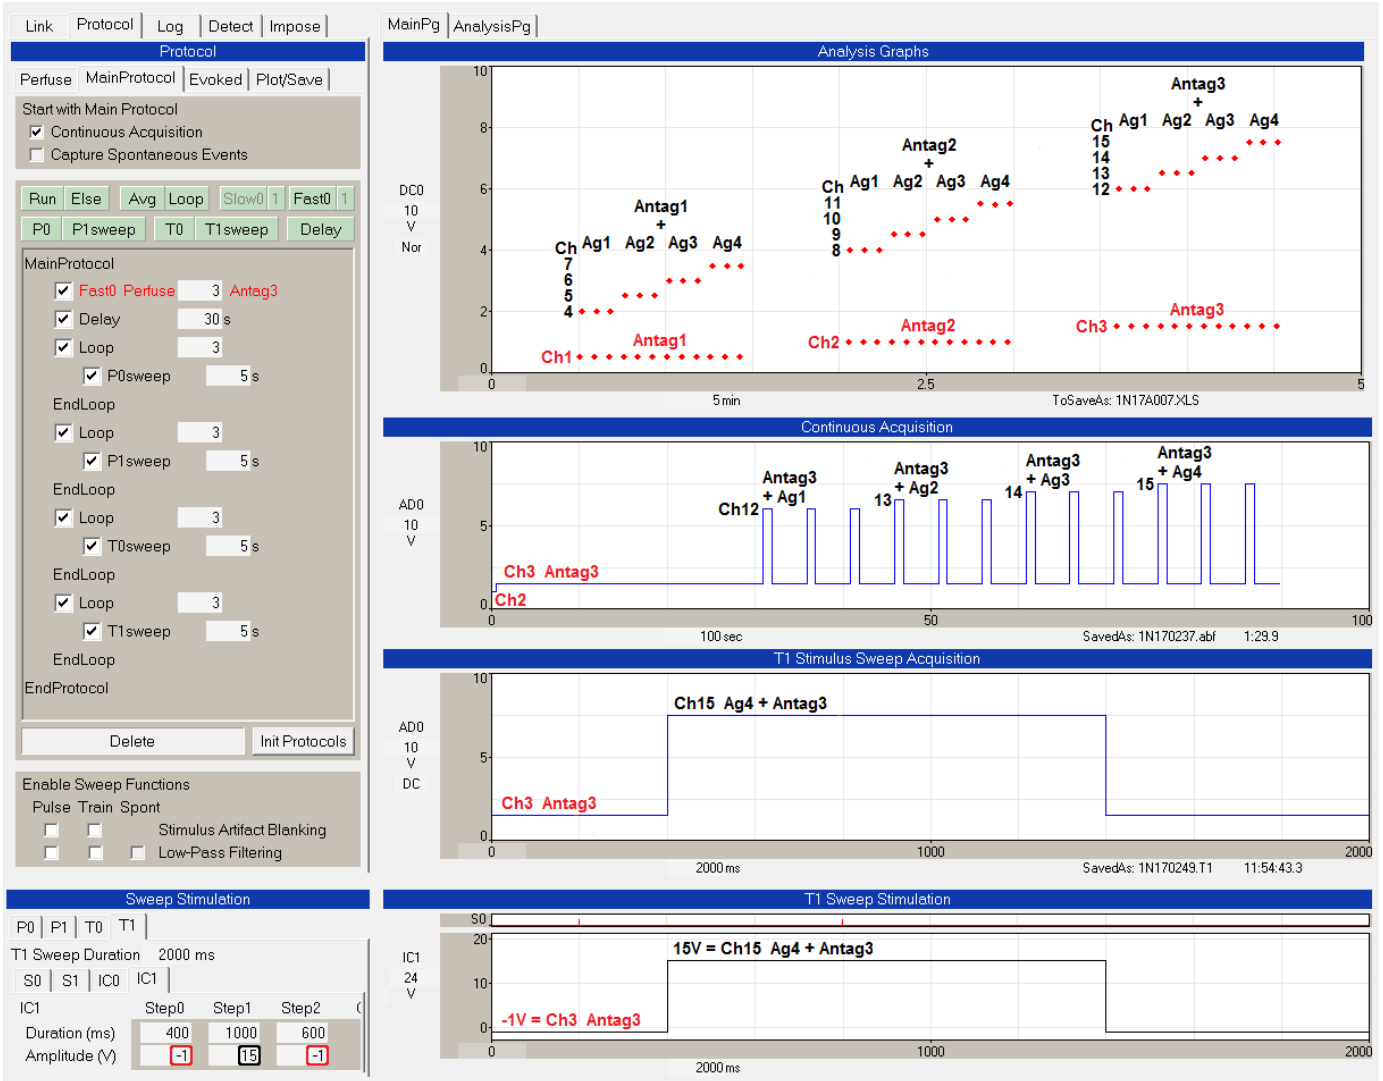 Link Protocol Log Detect Impose
Protocol
Perfuse MainProtocol Evoked Plot/Save
Start with Main Protocol
Continuous Acquisition
Capture Spontaneous Events
Run Else Avg Loop Slow0 1 Fast0 1
P0 P1sweep T0 T1sweep Delay
MainProtocol
Fast0 Perfuse 3 Antag3
Delay 30 s
Loop 3
P0sweep 5 s
EndLoop
Loop 3
P1sweep 5 s
EndLoop
Loop 3
T0sweep 5 s
EndLoop
Loop 3
T1sweep 5 s
EndLoop
EndProtocol
Delete Init Protocols
Enable Sweep Functions
Pulse Train Spont
Stimulus Artifact Blanking
Low-Pass Filtering
Sweep Stimulation
P0 P1 T0 T1
T1 Sweep Duration 2000 ms
S0 S1 IC0 IC1
IC1 Step0 Step1 Step2
Duration (ms) 400 1000 600
Amplitude (V) -1 15 -1
MainPg AnalysisPg
Analysis Graphs
DC0
10
V
Nor
10
8
6
4
2
0
Antag1
+
Ch Ag1 Ag2 Ag3 Ag4
7
6
5
4
Ch1 Antag1
Antag2
+
Ch Ag1 Ag2 Ag3 Ag4
11
10
9
8
Ch2 Antag2
Antag3
+
Ch Ag1 Ag2 Ag3 Ag4
15
14
13
12
Ch3 Antag3
0 2.5 5
5 min ToSaveAs: 1N17A007.XLS
Continuous Acquisition
AD0
10
V
10
5
0
Antag3
+ Ag1
Ch12
Antag3
+ Ag2
13
Antag3
+ Ag3
14
Antag3
+ Ag4
15
Ch3 Antag3
Ch2
0 50 100
100 sec SavedAs: 1N170237.abf 1:29.9
T1 Stimulus Sweep Acquisition
AD0
10
V
DC
10
5
0
Ch15 Ag4 + Antag3
Ch3 Antag3
0 1000 2000
2000 ms SavedAs: 1N170249.T1 11:54:43.3
T1 Sweep Stimulation
S0
IC1
24
V
20
10
0
15V = Ch15 Ag4 + Antag3
-1V = Ch3 Antag3
0 1000 2000
2000 ms